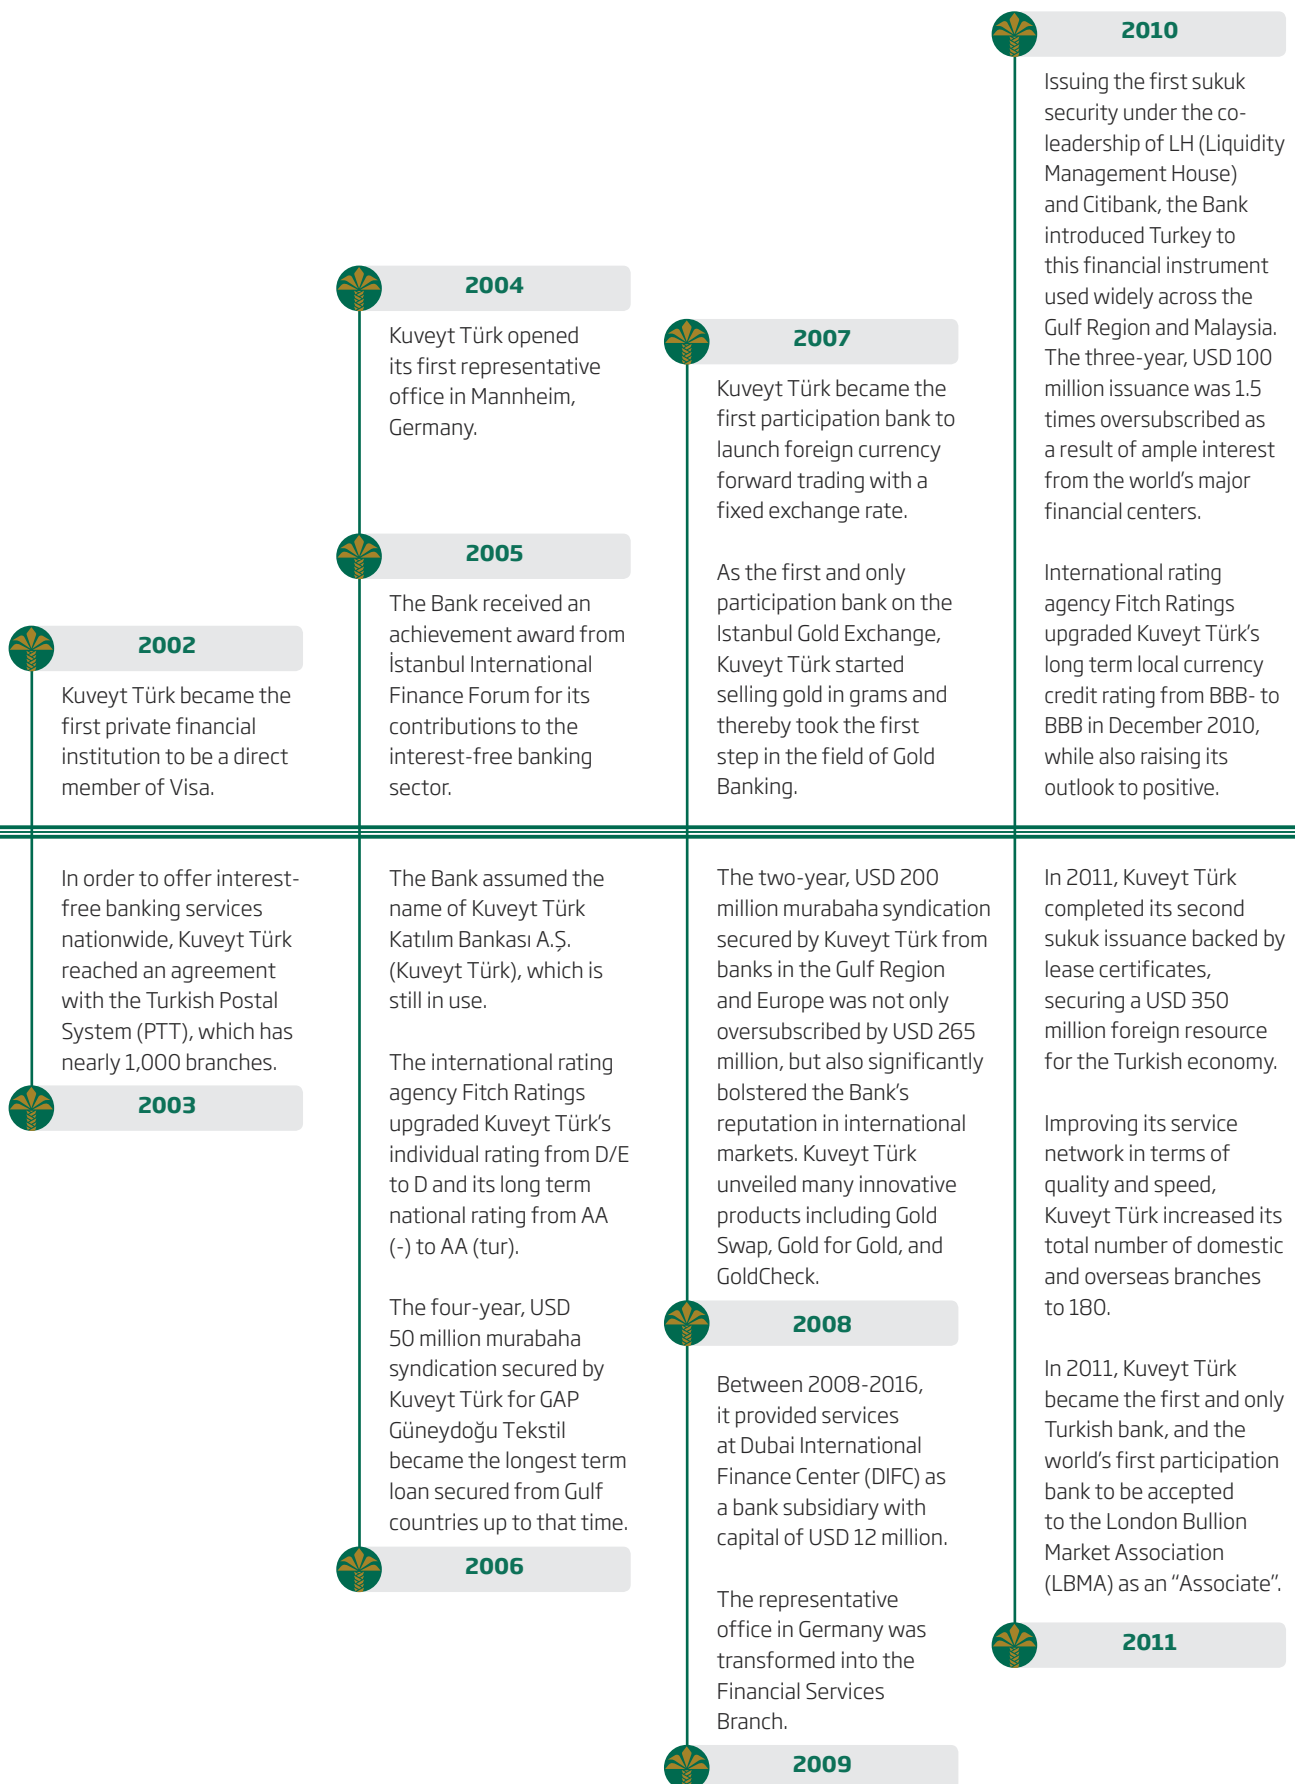 2002
Kuveyt Türk became the
first private financial
institution to be a direct
member of Visa.
In order to offer interest-
free banking services
nationwide, Kuveyt Türk
reached an agreement
with the Turkish Postal
System (PTT), which has
nearly 1,000 branches.
2003
2004
Kuveyt Türk opened
its first representative
office in Mannheim,
Germany.
2005
The Bank received an
achievement award from
İstanbul International
Finance Forum for its
contributions to the
interest-free banking
sector.
The Bank assumed the
name of Kuveyt Türk
Katılım Bankası A.Ş.
(Kuveyt Türk), which is
still in use.
The international rating
agency Fitch Ratings
upgraded Kuveyt Türk’s
individual rating from D/E
to D and its long term
national rating from AA
(-) to AA (tur).
The four-year, USD
50 million murabaha
syndication secured by
Kuveyt Türk for GAP
Güneydoğu Tekstil
became the longest term
loan secured from Gulf
countries up to that time.
2006
2007
Kuveyt Türk became the
first participation bank to
launch foreign currency
forward trading with a
fixed exchange rate.
As the first and only
participation bank on the
Istanbul Gold Exchange,
Kuveyt Türk started
selling gold in grams and
thereby took the first
step in the field of Gold
Banking.
The two-year, USD 200
million murabaha syndication
secured by Kuveyt Türk from
banks in the Gulf Region
and Europe was not only
oversubscribed by USD 265
million, but also significantly
bolstered the Bank’s
reputation in international
markets. Kuveyt Türk
unveiled many innovative
products including Gold
Swap, Gold for Gold, and
GoldCheck.
2008
Between 2008-2016,
it provided services
at Dubai International
Finance Center (DIFC) as
a bank subsidiary with
capital of USD 12 million.
The representative
office in Germany was
transformed into the
Financial Services
Branch.
2009
2010
Issuing the first sukuk
security under the co-
leadership of LH (Liquidity
Management House)
and Citibank, the Bank
introduced Turkey to
this financial instrument
used widely across the
Gulf Region and Malaysia.
The three-year, USD 100
million issuance was 1.5
times oversubscribed as
a result of ample interest
from the world’s major
financial centers.
International rating
agency Fitch Ratings
upgraded Kuveyt Türk’s
long term local currency
credit rating from BBB- to
BBB in December 2010,
while also raising its
outlook to positive.
In 2011, Kuveyt Türk
completed its second
sukuk issuance backed by
lease certificates,
securing a USD 350
million foreign resource
for the Turkish economy.
Improving its service
network in terms of
quality and speed,
Kuveyt Türk increased its
total number of domestic
and overseas branches
to 180.
In 2011, Kuveyt Türk
became the first and only
Turkish bank, and the
world’s first participation
bank to be accepted
to the London Bullion
Market Association
(LBMA) as an “Associate”.
2011